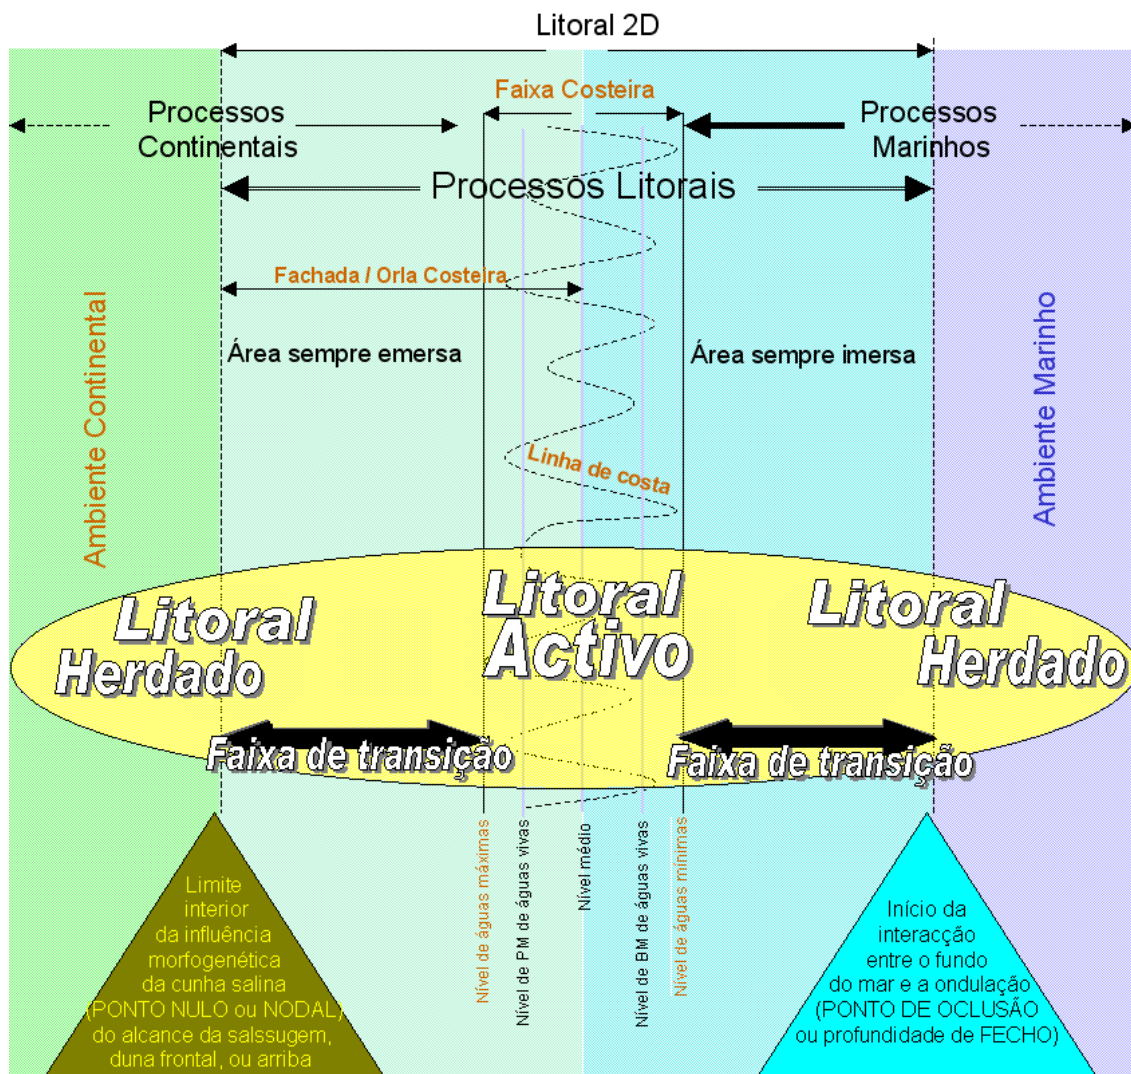 Litoral 2D
Faixa Costeira
Processos
Continentais
Processos
Marinhos
Processos Litorais
Fachada / Orla Costeira
Área sempre emersa
Área sempre imersa
Ambiente Continental
Ambiente Marinho
Linha de costa
Litoral
Herdado
Litoral
Activo
Litoral
Herdado
Faixa de transição
Faixa de transição
Nível de águas máximas
Nível de PM de águas vivas
Nível médio
Nível de BM de águas vivas
Nível de águas mínimas
Limite
interior
da influência
morfogenética
da cunha salina
(PONTO NULO ou NODAL)
do alcance da salssugem,
duna frontal, ou arriba
Início da
interacção
entre o fundo
do mar e a ondulação
(PONTO DE OCLUSÃO
ou profundidade de FECHO)